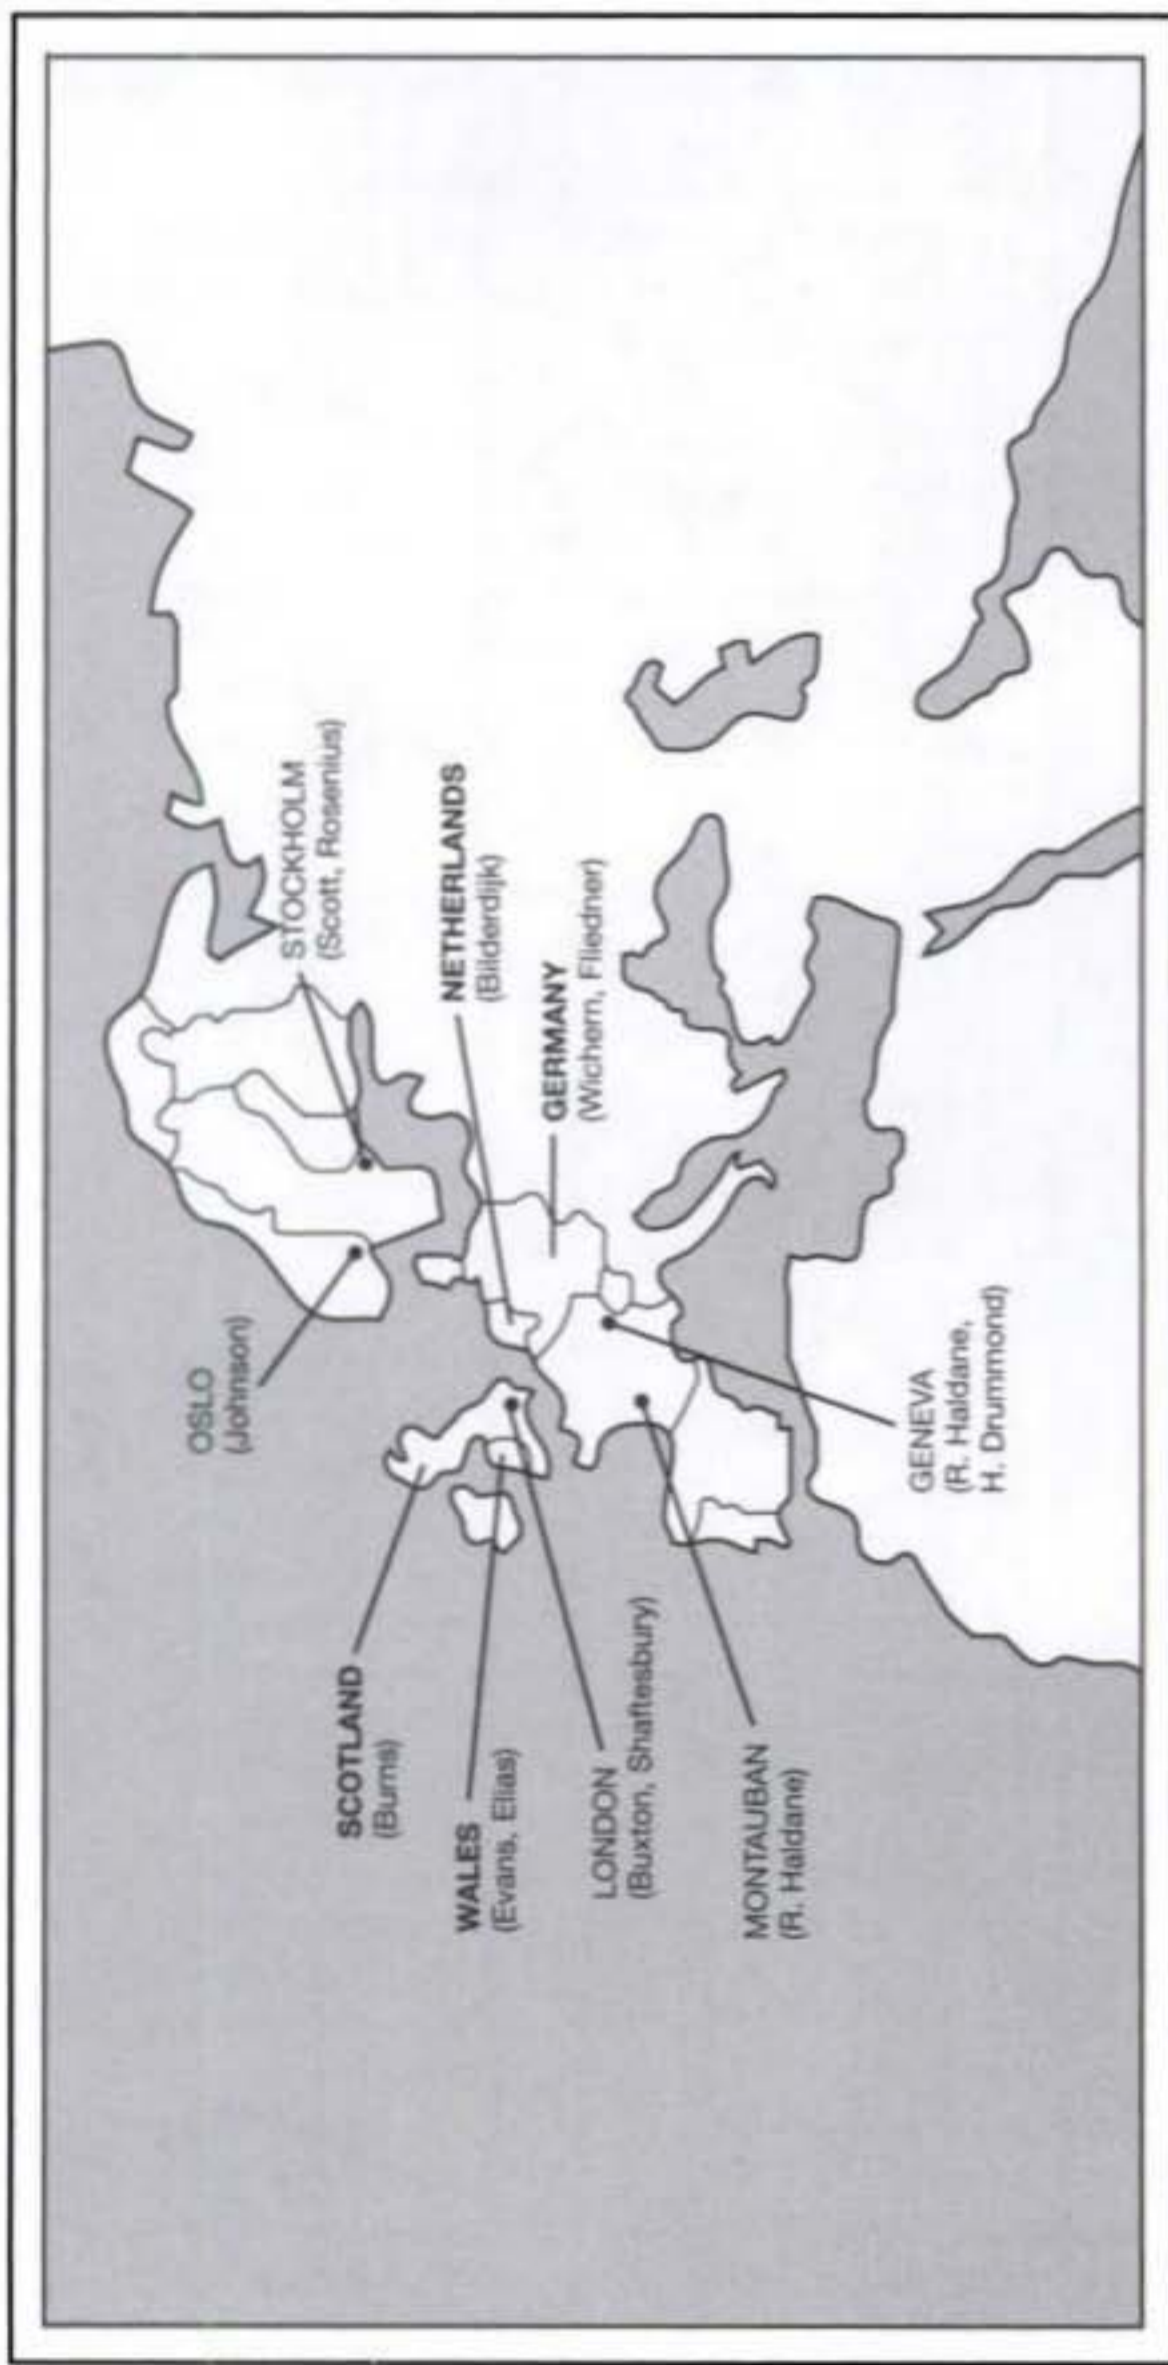 OSLO
(Johnson)
STOCKHOLM
(Scott, Rosenius)
SCOTLAND
(Burns)
NETHERLANDS
(Bilderdijk)
WALES
(Evans, Elias)
GERMANY
(Wichern, Fliedner)
LONDON
(Buxton, Shaftesbury)
MONTAUBAN
(R. Haldane)
GENEVA
(R. Haldane,
H. Drummond)